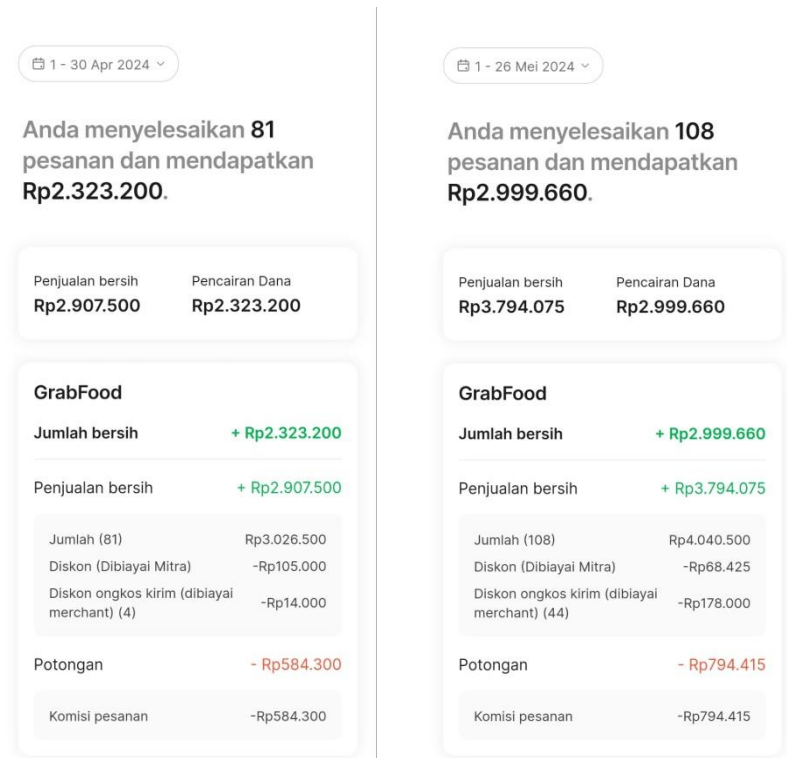 1 - 30 Apr 2024
Anda menyelesaikan 81
pesanan dan mendapatkan
Rp2.323.200.
Penjualan bersih Pencairan Dana
Rp2.907.500 Rp2.323.200
GrabFood
Jumlah bersih + Rp2.323.200
Penjualan bersih + Rp2.907.500
Jumlah (81) Rp3.026.500
Diskon (Dibiayai Mitra) -Rp105.000
Diskon ongkos kirim (dibiayai
merchant) (4) -Rp14.000
Potongan - Rp584.300
Komisi pesanan -Rp584.300
1 - 26 Mei 2024
Anda menyelesaikan 108
pesanan dan mendapatkan
Rp2.999.660.
Penjualan bersih Pencairan Dana
Rp3.794.075 Rp2.999.660
GrabFood
Jumlah bersih + Rp2.999.660
Penjualan bersih + Rp3.794.075
Jumlah (108) Rp4.040.500
Diskon (Dibiayai Mitra) -Rp68.425
Diskon ongkos kirim (dibiayai
merchant) (44) -Rp178.000
Potongan - Rp794.415
Komisi pesanan -Rp794.415